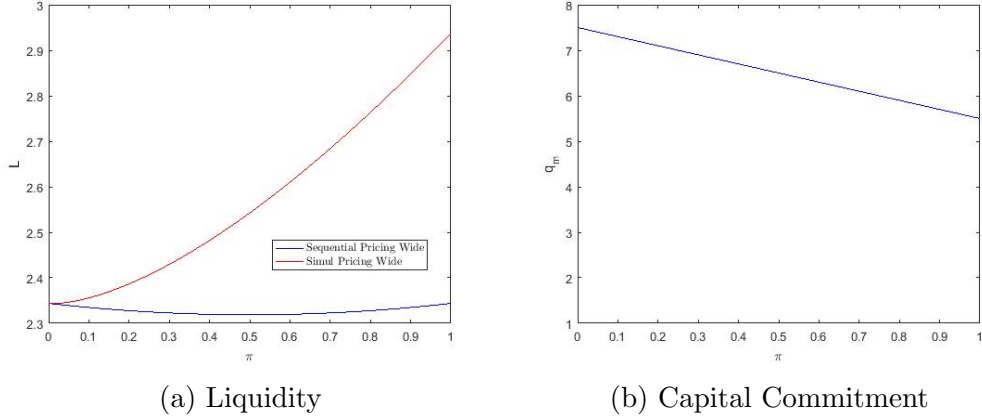 3
2.9
2.8
2.7
2.6
2.5
2.4
2.3
L
0 0.1 0.2 0.3 0.4 0.5 0.6 0.7 0.8 0.9 1
π
Sequential Pricing Wide
Simul Pricing Wide
(a) Liquidity
8
7
6
5
4
3
2
1
qm
0 0.1 0.2 0.3 0.4 0.5 0.6 0.7 0.8 0.9 1
π
(b) Capital Commitment